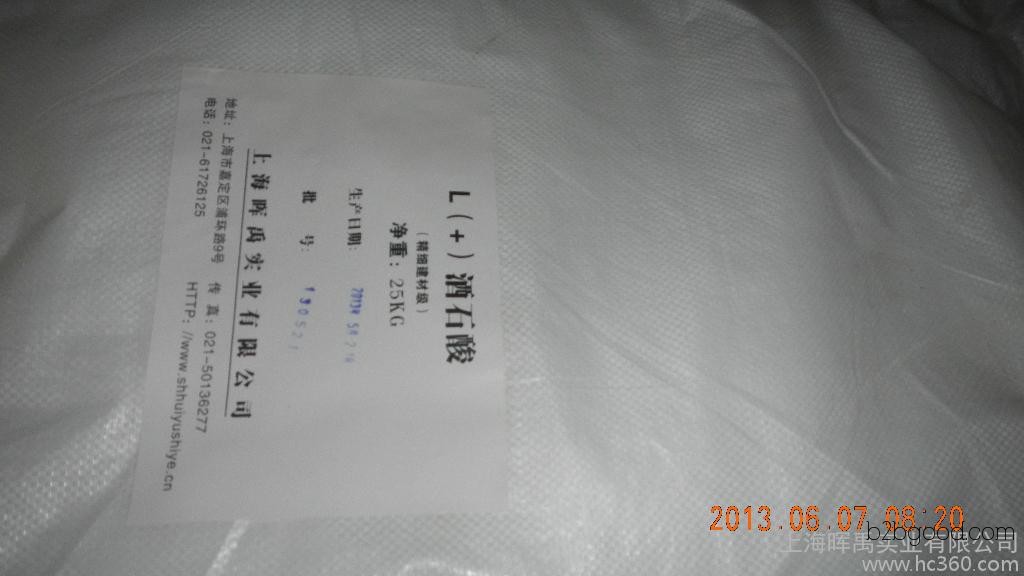 L(+)酒石酸
(精细建材级)
净重：25KG
生产日期：
批 号：130521
上海晖禹实业有限公司
地址：上海市嘉定区浦环路9号 传真：021-50136277
电话：021-61726125 HTTP：//www.shhuiyushiye.cn
2013.06.07 08:20
b2bgood.com
上海晖禹实业有限公司
www.hc360.com